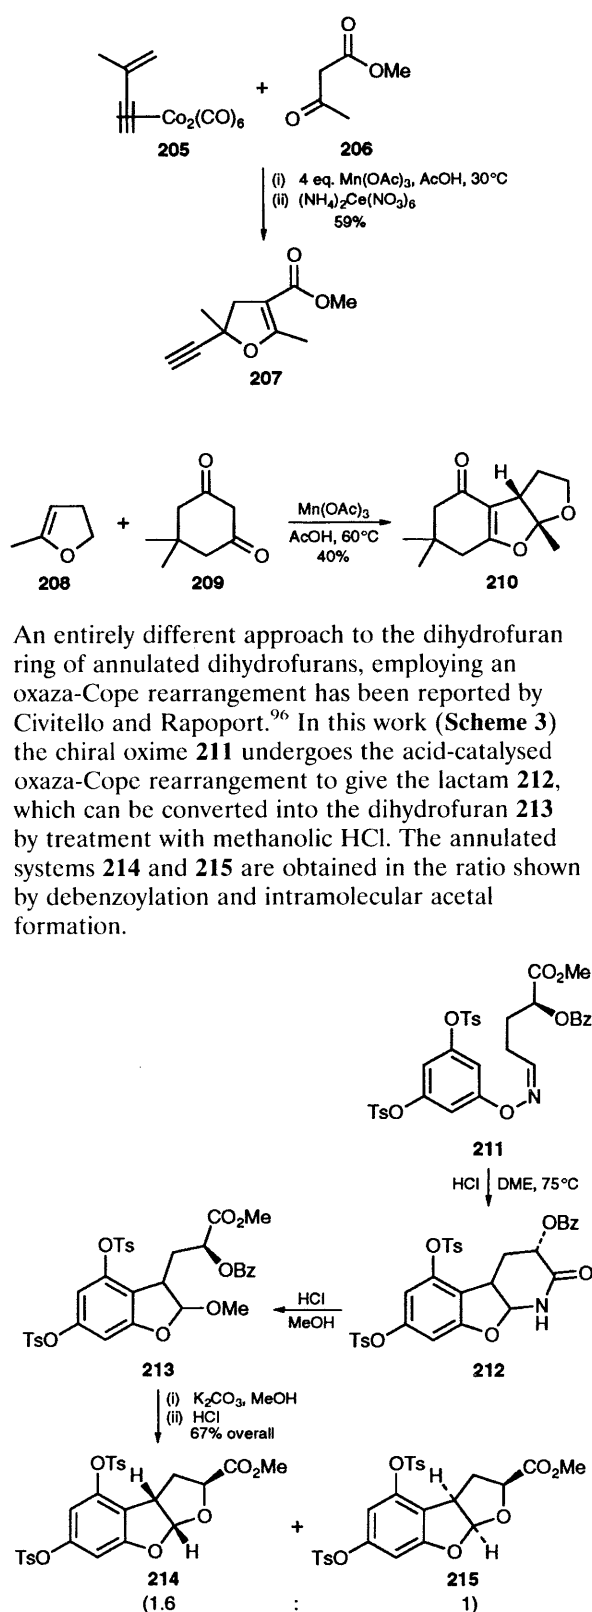 O
OMe
Co2(CO)6
+
O
205
206
(i) 4 eq. Mn(OAc)3, AcOH, 30°C
(ii) (NH4)2Ce(NO3)6
59%
O
OMe
O
207
O
O
208
+
O
209
Mn(OAc)3
AcOH, 60°C
40%
O
H
O
O
210
An entirely different approach to the dihydrofuran
ring of annulated dihydrofurans, employing an
oxaza-Cope rearrangement has been reported by
Civitello and Rapoport.96 In this work (Scheme 3)
the chiral oxime 211 undergoes the acid-catalysed
oxaza-Cope rearrangement to give the lactam 212,
which can be converted into the dihydrofuran 213
by treatment with methanolic HCl. The annulated
systems 214 and 215 are obtained in the ratio shown
by debenzoylation and intramolecular acetal
formation.
CO2Me
OTs
OBz
TsO
O
N
211
HCl
DME, 75°C
OBz
OTs
O
N
H
TsO
O
212
HCl
MeOH
CO2Me
OTs
OBz
OMe
TsO
O
213
(i) K2CO3, MeOH
(ii) HCl
67% overall
OTs
H
CO2Me
O
TsO
O
H
214
+
OTs
H
CO2Me
O
TsO
O
H
215
(1.6 : 1)